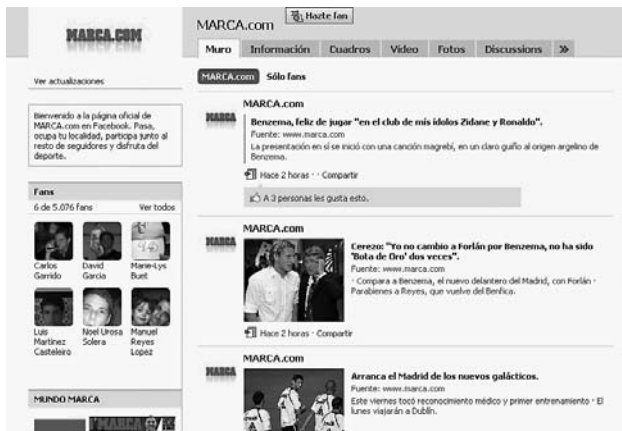 MARCA.COM
MARCA.com
Hazte fan
Muro Información Cuadros Vídeo Fotos Discussions »
Ver actualizaciones
Bienvenido a la página oficial de
MARCA.com en Facebook. Pasa,
ocupa tu localidad, participa junto al
resto de seguidores y disfruta del
deporte.
Fans
6 de 5.076 fans Ver todos
Carlos Garrido
David Garcia
Marie-Lys Buet
Luis Martinez Casteleiro
Noel Urosa Solera
Manuel Reyes Lopez
MUNDO MARCA
MARCA
MARCA.com Sólo fans
MARCA.com
MARCA
Benzema, feliz de jugar "en el club de mis ídolos Zidane y Ronaldo".
Fuente: www.marca.com
La presentación en sí se inició con una canción magrebí, en un claro guiño al origen argelino de
Benzema.
Hace 2 horas · · Compartir
A 3 personas les gusta esto.
MARCA.com
MARCA
Cerezo: "Yo no cambio a Forlán por Benzema, no ha sido
'Bota de Oro' dos veces".
Fuente: www.marca.com
· Compara a Benzema, el nuevo delantero del Madrid, con Forlán ·
Parabienes a Reyes, que vuelve del Benfica.
Hace 2 horas · Compartir
MARCA.com
MARCA
Arranca el Madrid de los nuevos galácticos.
Fuente: www.marca.com
Este viernes tocó reconocimiento médico y primer entrenamiento · El
lunes viajarán a Dublín.